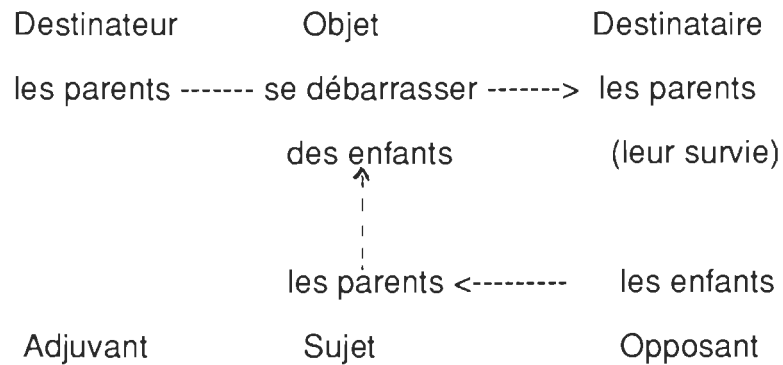 Destinateur Objet Destinataire
les parents ------- se débarrasser -------> les parents
des enfants (leur survie)
les parents <--------- les enfants
Adjuvant Sujet Opposant